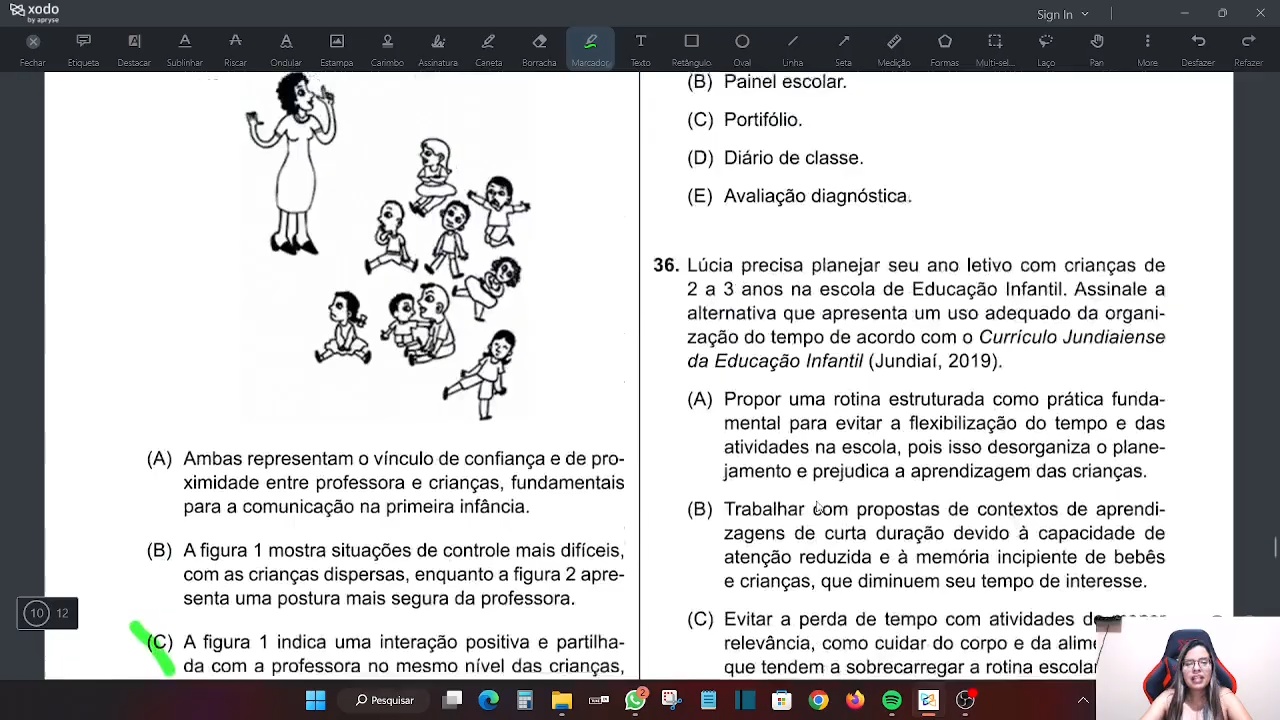 xodo
by apryse
Sign In
Fechar
Etiqueta
Destacar
Sublinhar
Riscar
Ondular
Estampa
Carimbo
Assinatura
Caneta
Borracha
Marcador
Texto
Retângulo
Oval
Linha
Seta
Medição
Formas
Multi-sel...
Laço
Pan
More
Desfazer
Refazer
(A) Ambas representam o vínculo de confiança e de pro-
ximidade entre professora e crianças, fundamentais
para a comunicação na primeira infância.
(B) A figura 1 mostra situações de controle mais difíceis,
com as crianças dispersas, enquanto a figura 2 apre-
senta uma postura mais segura da professora.
(C) A figura 1 indica uma interação positiva e partilha-
da com a professora no mesmo nível das crianças,
(B) Painel escolar.
(C) Portifólio.
(D) Diário de classe.
(E) Avaliação diagnóstica.
36. Lúcia precisa planejar seu ano letivo com crianças de
2 a 3 anos na escola de Educação Infantil. Assinale a
alternativa que apresenta um uso adequado da organi-
zação do tempo de acordo com o Currículo Jundiaiense
da Educação Infantil (Jundiaí, 2019).
(A) Propor uma rotina estruturada como prática funda-
mental para evitar a flexibilização do tempo e das
atividades na escola, pois isso desorganiza o plane-
jamento e prejudica a aprendizagem das crianças.
(B) Trabalhar com propostas de contextos de aprendi-
zagens de curta duração devido à capacidade de
atenção reduzida e à memória incipiente de bebês
e crianças, que diminuem seu tempo de interesse.
(C) Evitar a perda de tempo com atividades de menor
relevância, como cuidar do corpo e da alime
que tendem a sobrecarregar a rotina escolar
10 12
Pesquisar
2